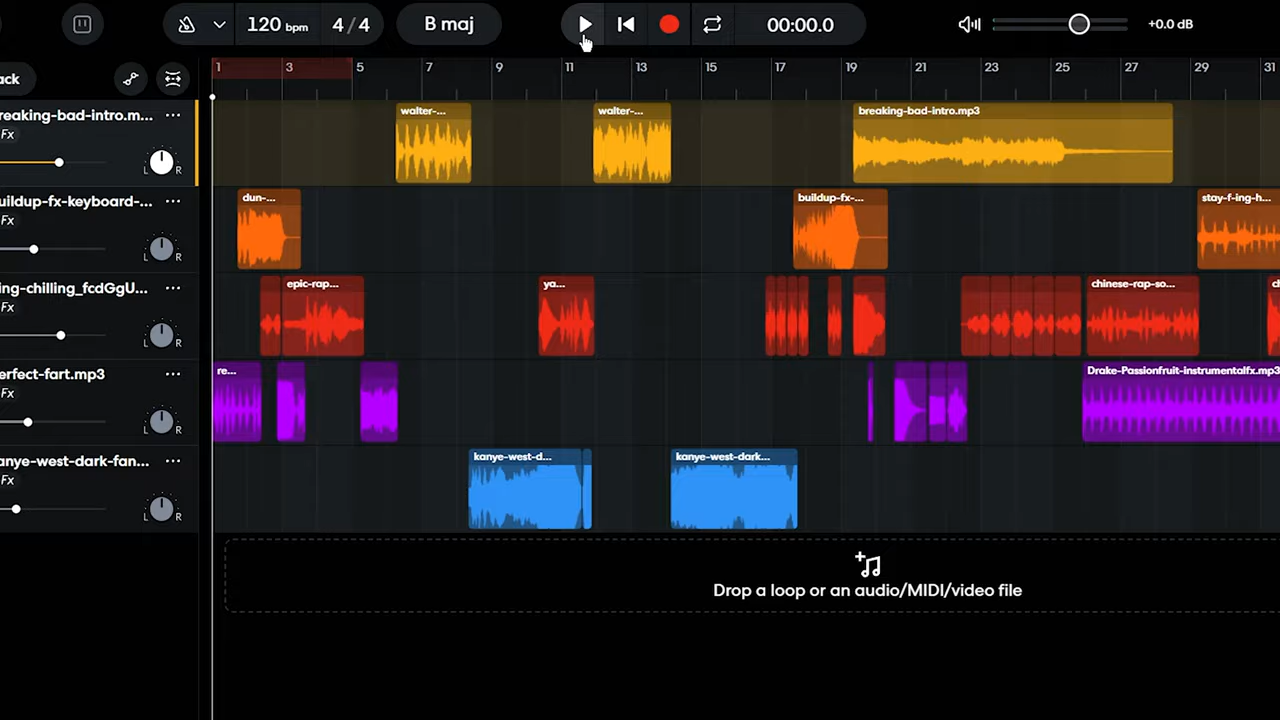 120 bpm
4/4
B maj
00:00.0
+0.0 dB
ack
1 3 5 7 9 11 13 15 17 19 21 23 25 27 29 31
reaking-bad-intro.m... ...
Fx
L R
walter-...
walter-...
breaking-bad-intro.mp3
uildup-fx-keyboard-... ...
Fx
L R
dun-...
buildup-fx-...
stay-f-ing-h...
ing-chilling_fcdGgU... ...
Fx
L R
epic-rap...
ya...
chinese-rap-so...
cl
erfect-fart.mp3 ...
Fx
L R
re...
Drake-Passionfruit-instrumentalfx.mp3
anye-west-dark-fan... ...
Fx
L R
kanye-west-d...
kanye-west-dark...
Drop a loop or an audio/MIDI/video file